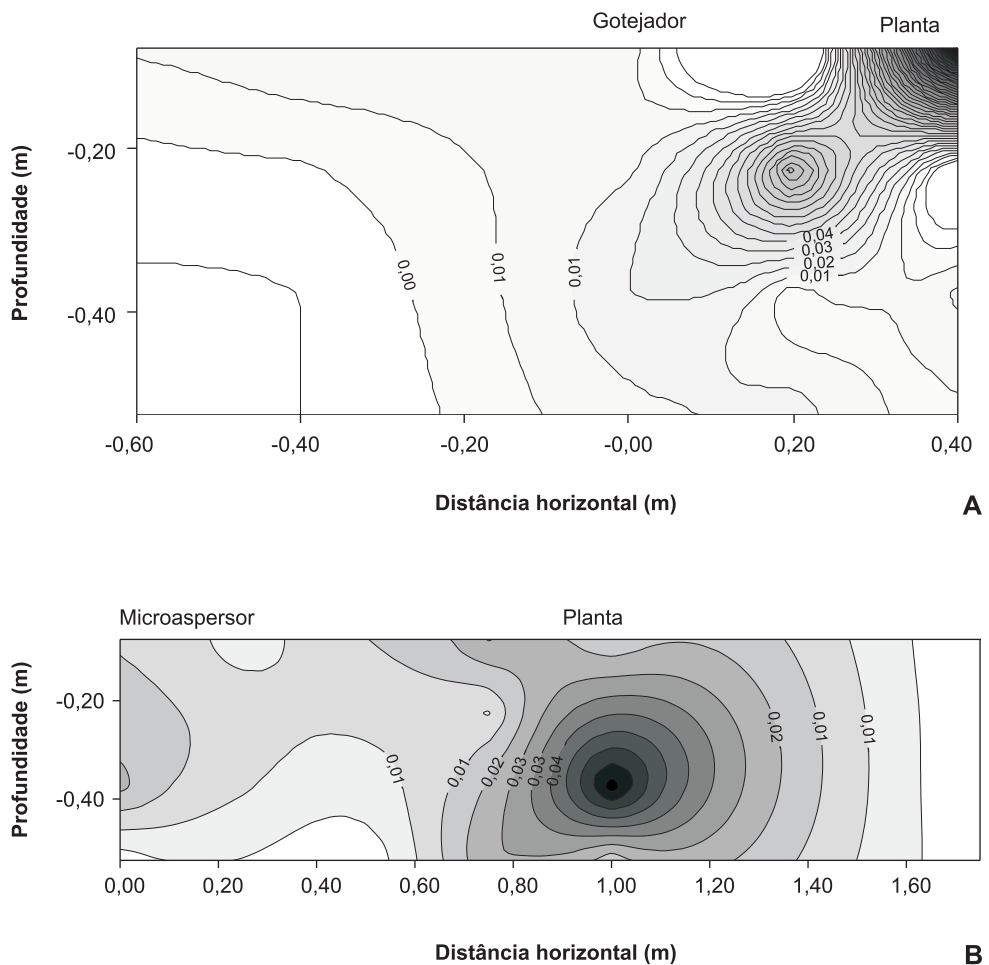 Gotejador Planta
Profundidade (m)
-0,20
-0,40
0,00 0,01 0,01
0,04
0,03
0,02
0,01
-0,60 -0,40 -0,20 -0,00 0,20 0,40
Distância horizontal (m) A
Microaspersor Planta
Profundidade (m)
-0,20
-0,40
0,01 0,01 0,02 0,03 0,03 0,04 0,02 0,01 0,01
0,00 0,20 0,40 0,60 0,80 1,00 1,20 1,40 1,60
Distância horizontal (m) B